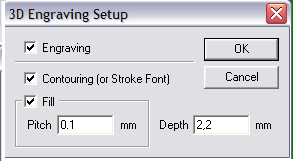 3D Engraving Setup
Engraving
OK
Contouring (or Stroke Font)
Cancel
Fill
Pitch 0.1 mm Depth 2,2 mm